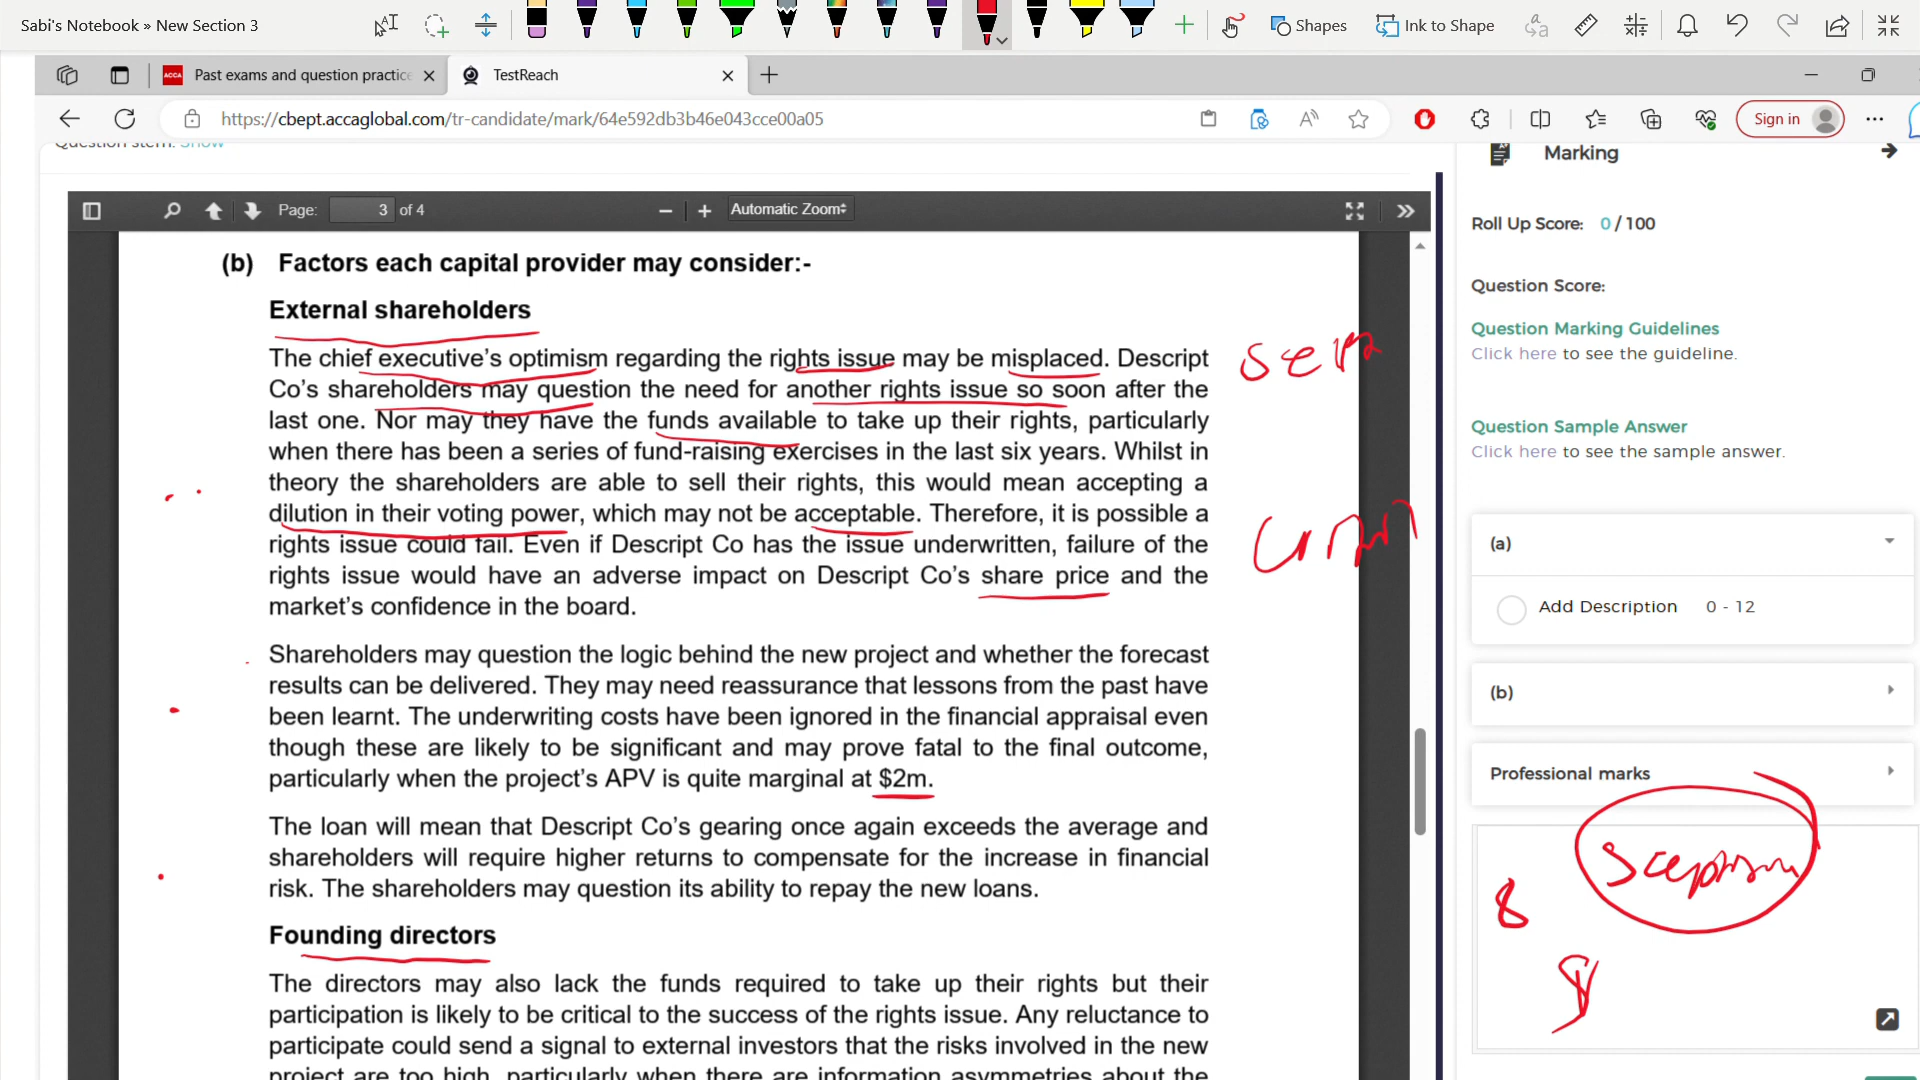 Sabi's Notebook » New Section 3
Shapes
Ink to Shape
Past exams and question practice
TestReach
https://cbept.accaglobal.com/tr-candidate/mark/64e592db3b46e043cce00a05
Sign in
Question stem: Show
Page: 3 of 4
Automatic Zoom
(b) Factors each capital provider may consider:-
External shareholders
The chief executive's optimism regarding the rights issue may be misplaced. Descript
Co's shareholders may question the need for another rights issue so soon after the
last one. Nor may they have the funds available to take up their rights, particularly
when there has been a series of fund-raising exercises in the last six years. Whilst in
theory the shareholders are able to sell their rights, this would mean accepting a
dilution in their voting power, which may not be acceptable. Therefore, it is possible a
rights issue could fail. Even if Descript Co has the issue underwritten, failure of the
rights issue would have an adverse impact on Descript Co's share price and the
market's confidence in the board.
Shareholders may question the logic behind the new project and whether the forecast
results can be delivered. They may need reassurance that lessons from the past have
been learnt. The underwriting costs have been ignored in the financial appraisal even
though these are likely to be significant and may prove fatal to the final outcome,
particularly when the project's APV is quite marginal at $2m.
The loan will mean that Descript Co's gearing once again exceeds the average and
shareholders will require higher returns to compensate for the increase in financial
risk. The shareholders may question its ability to repay the new loans.
Founding directors
The directors may also lack the funds required to take up their rights but their
participation is likely to be critical to the success of the rights issue. Any reluctance to
participate could send a signal to external investors that the risks involved in the new
project are too high, particularly when there are information asymmetries about the
Marking
Roll Up Score: 0 / 100
Question Score:
Question Marking Guidelines
Click here to see the guideline.
Question Sample Answer
Click here to see the sample answer.
(a)
Add Description 0 - 12
(b)
Professional marks
8